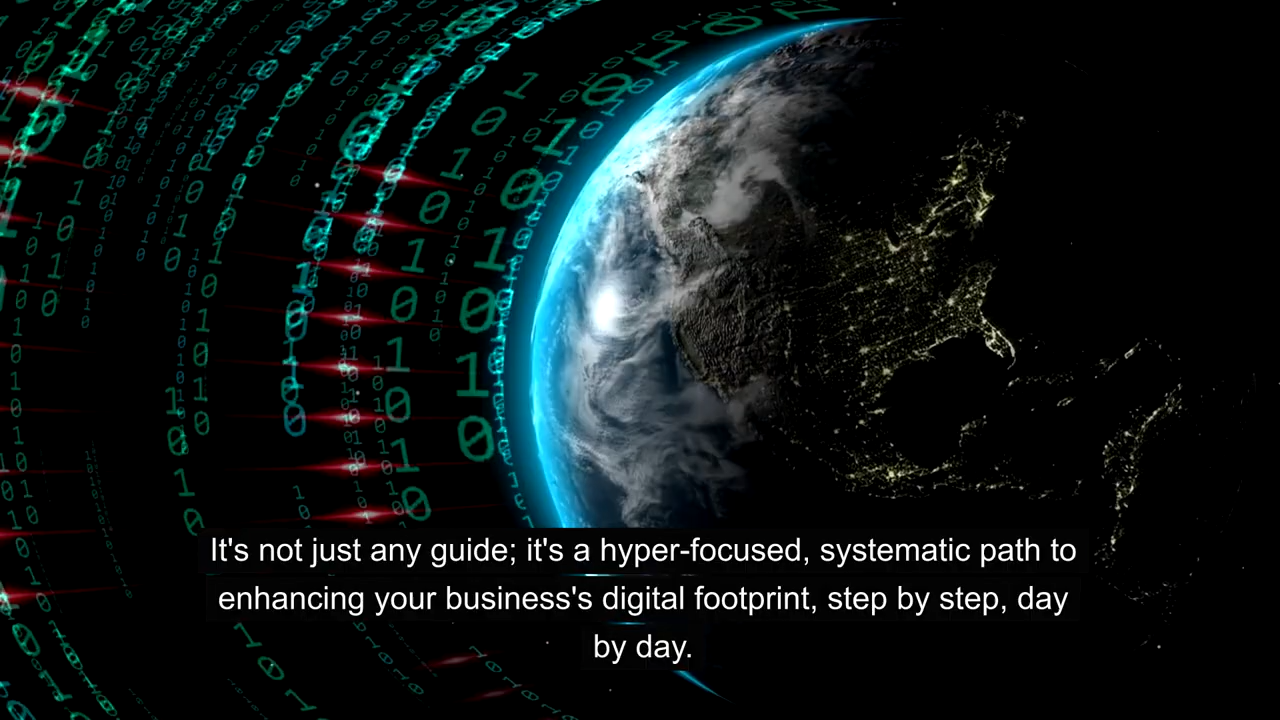 It's not just any guide; it's a hyper-focused, systematic path to
enhancing your business's digital footprint, step by step, day
by day.